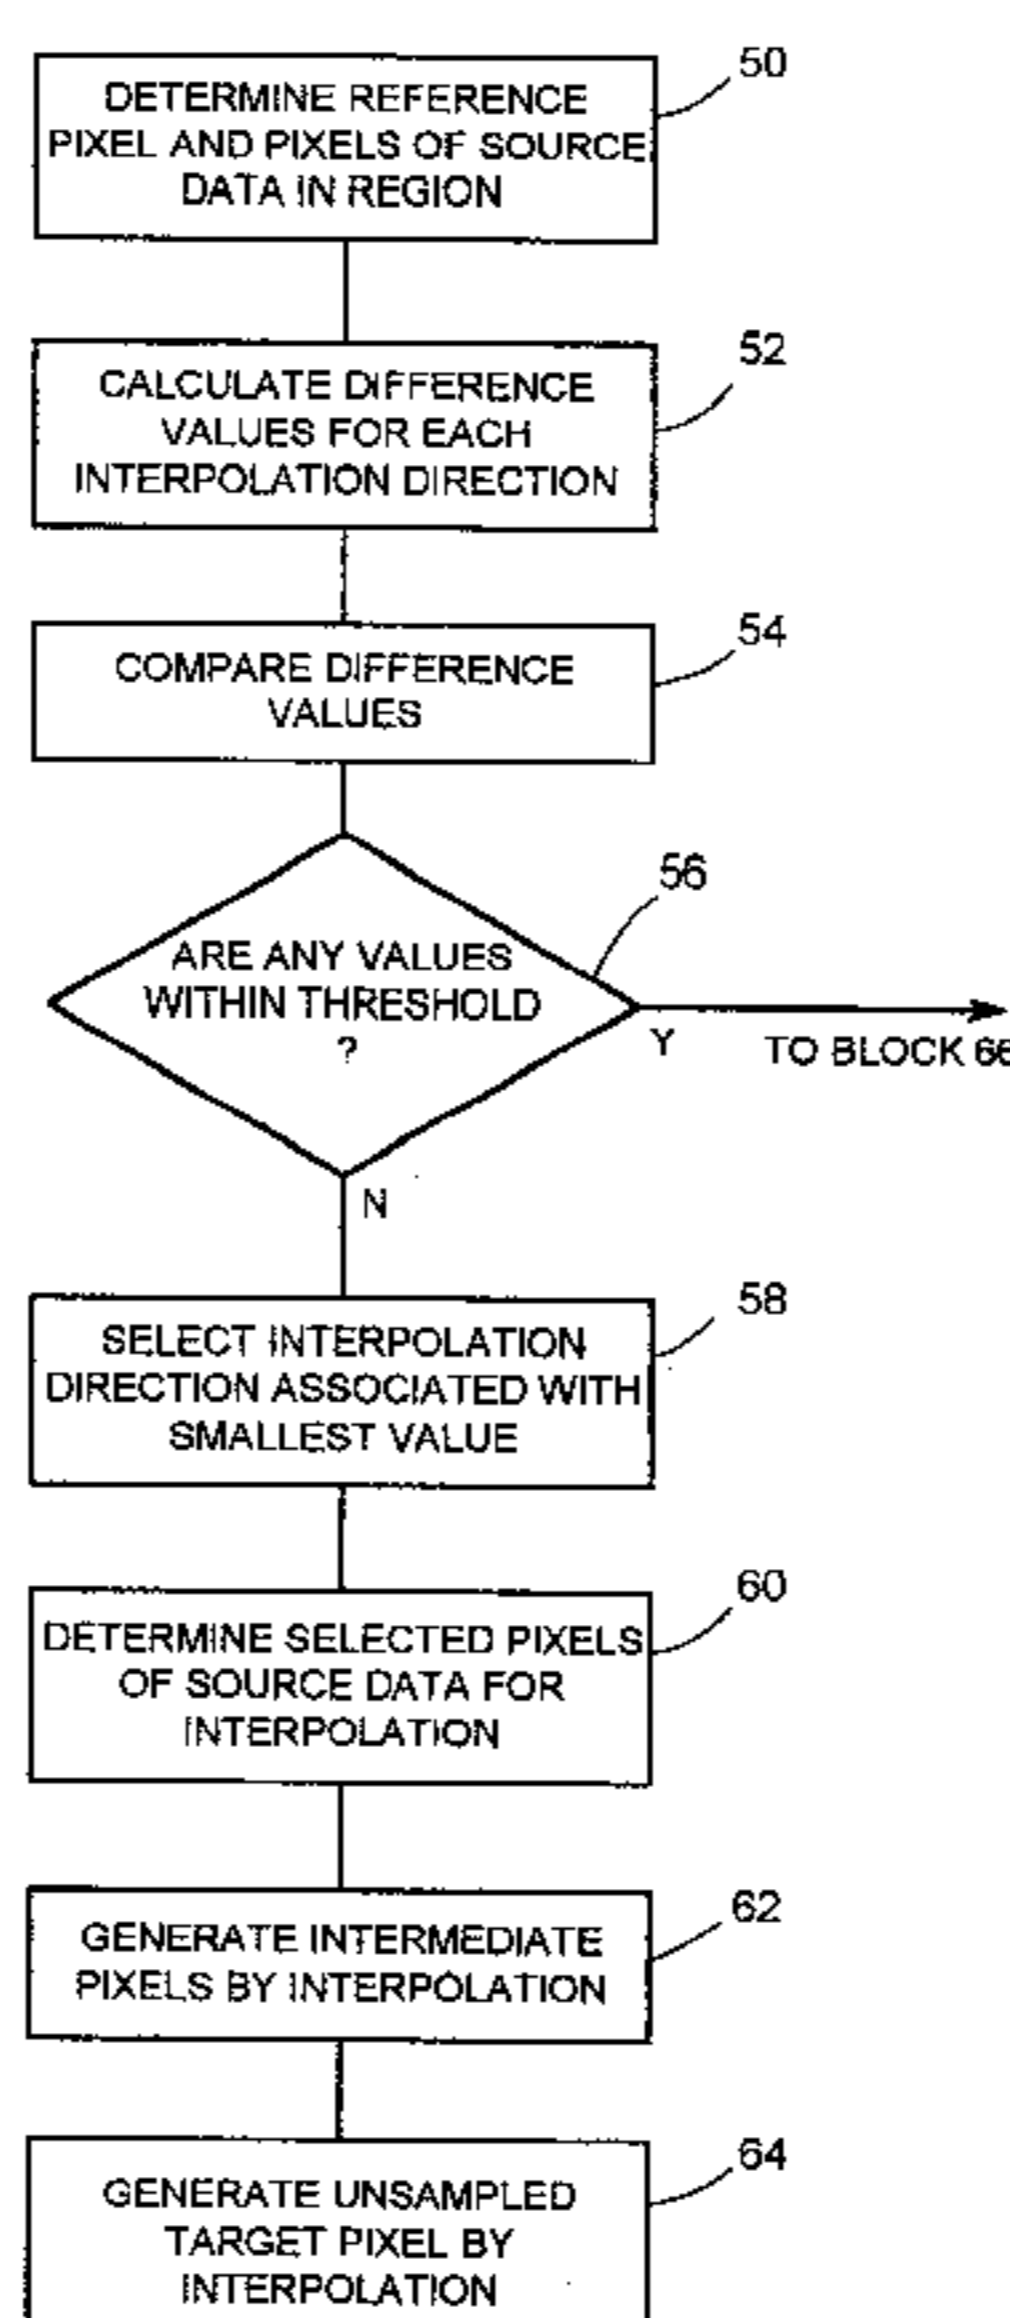 50
DETERMINE REFERENCE
PIXEL AND PIXELS OF SOURCE
DATA IN REGION
52
CALCULATE DIFFERENCE
VALUES FOR EACH
INTERPOLATION DIRECTION
54
COMPARE DIFFERENCE
VALUES
56
ARE ANY VALUES
WITHIN THRESHOLD
?
Y
TO BLOCK 66
N
58
SELECT INTERPOLATION
DIRECTION ASSOCIATED WITH
SMALLEST VALUE
60
DETERMINE SELECTED PIXELS
OF SOURCE DATA FOR
INTERPOLATION
62
GENERATE INTERMEDIATE
PIXELS BY INTERPOLATION
64
GENERATE UNSAMPLED
TARGET PIXEL BY
INTERPOLATION